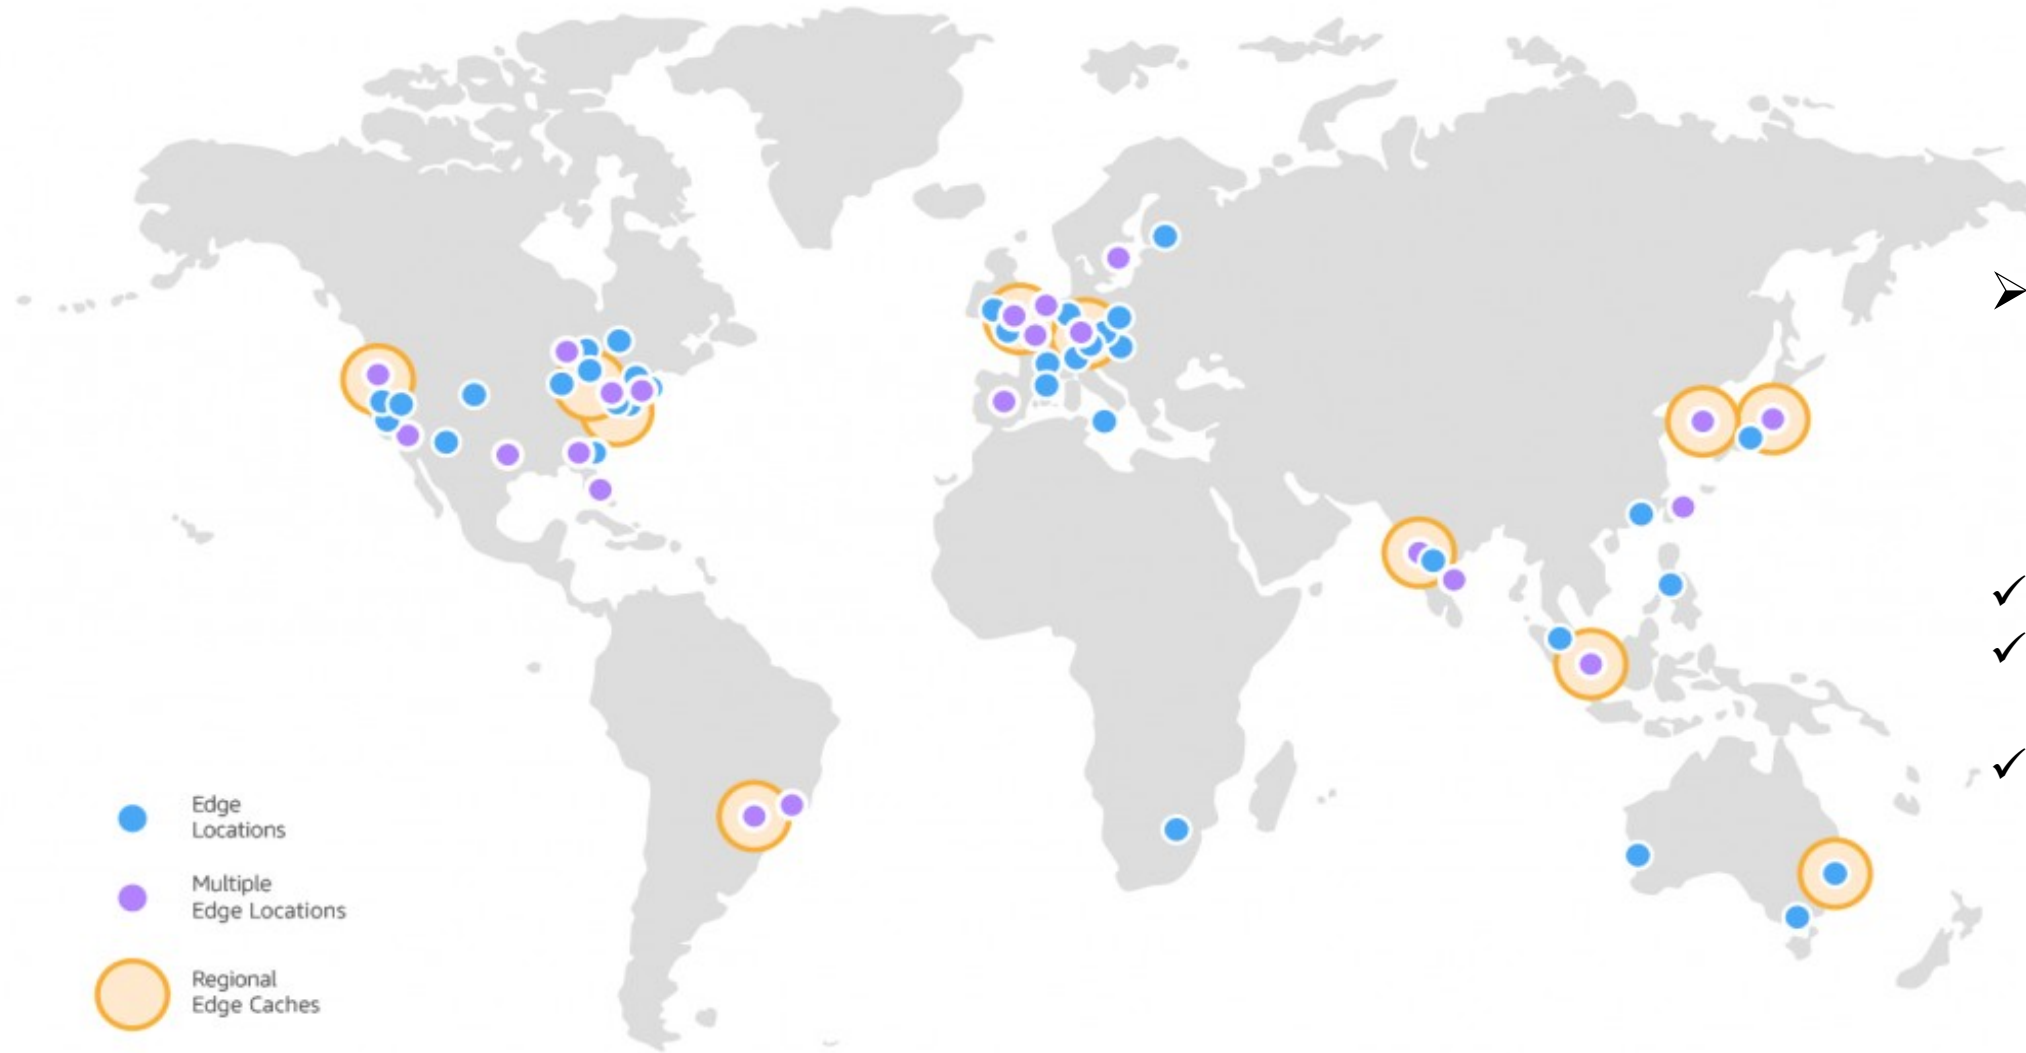 Edge
Locations
Multiple
Edge Locations
Regional
Edge Caches